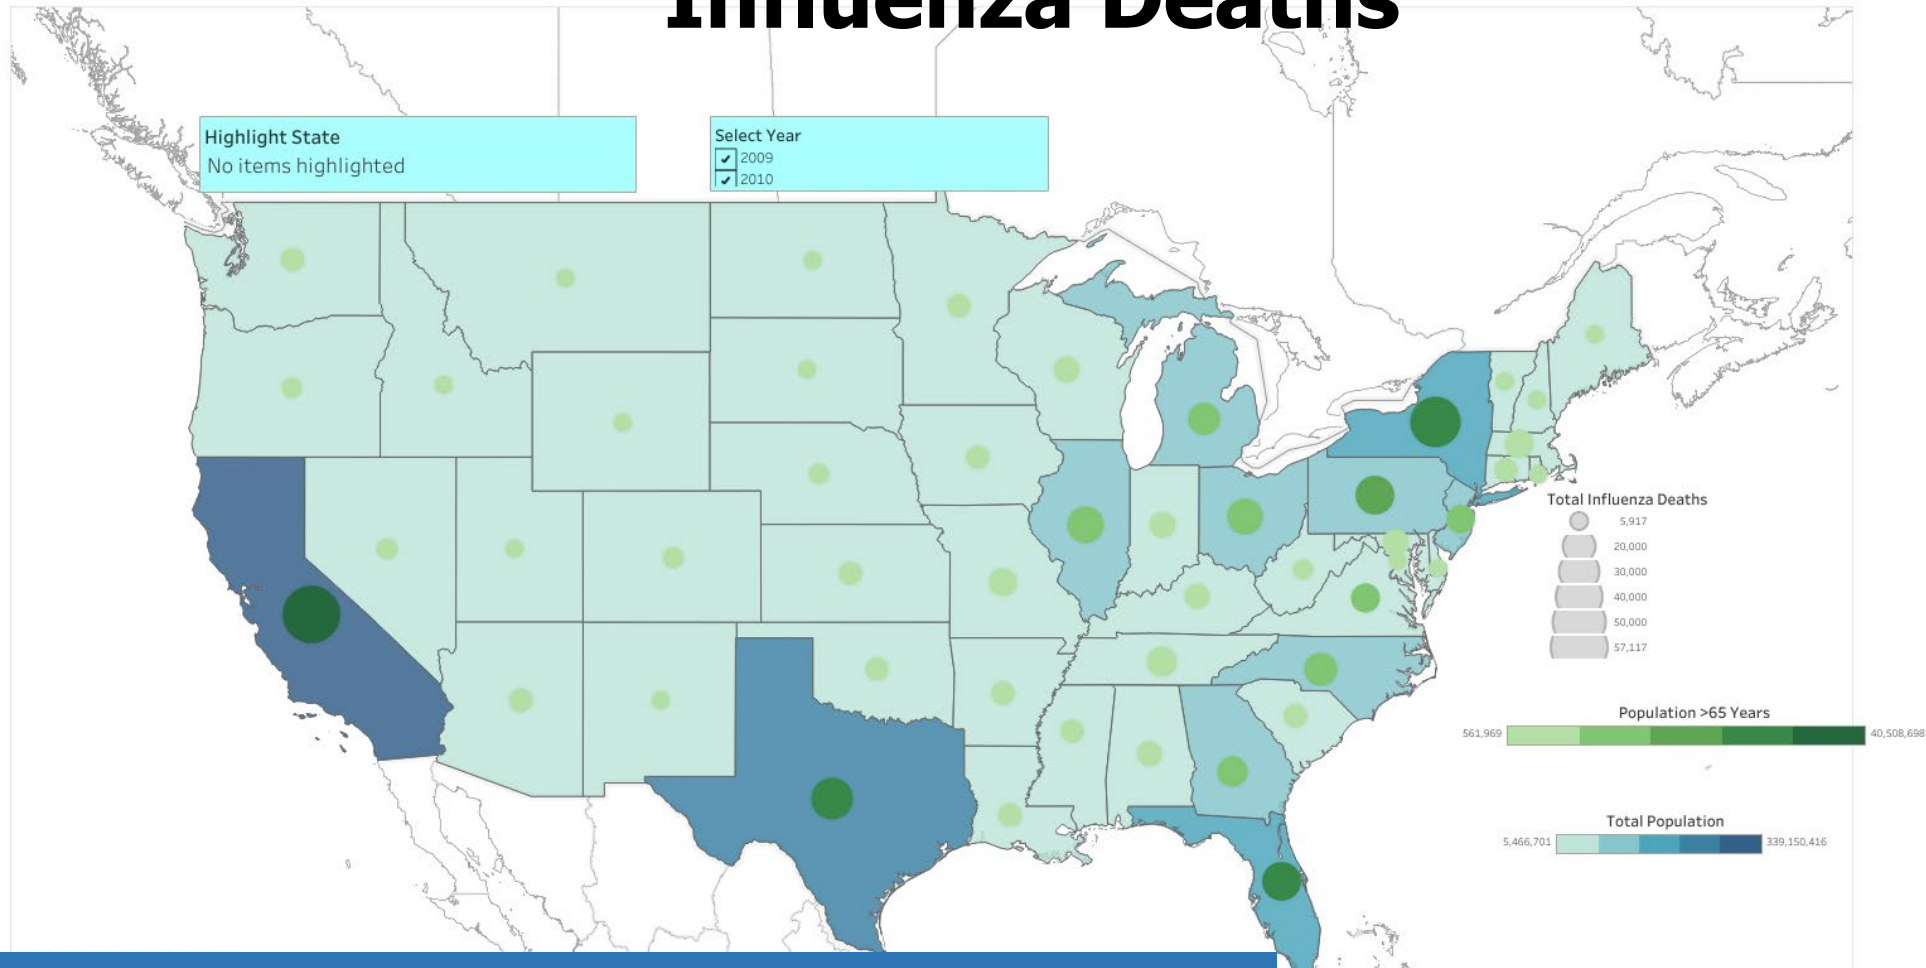 Influenza Deaths
Highlight State
No items highlighted
Select Year
2009
2010
Total Influenza Deaths
5,917
20,000
30,000
40,000
50,000
57,117
Population >65 Years
561,969
40,508,698
Total Population
5,466,701
339,150,416